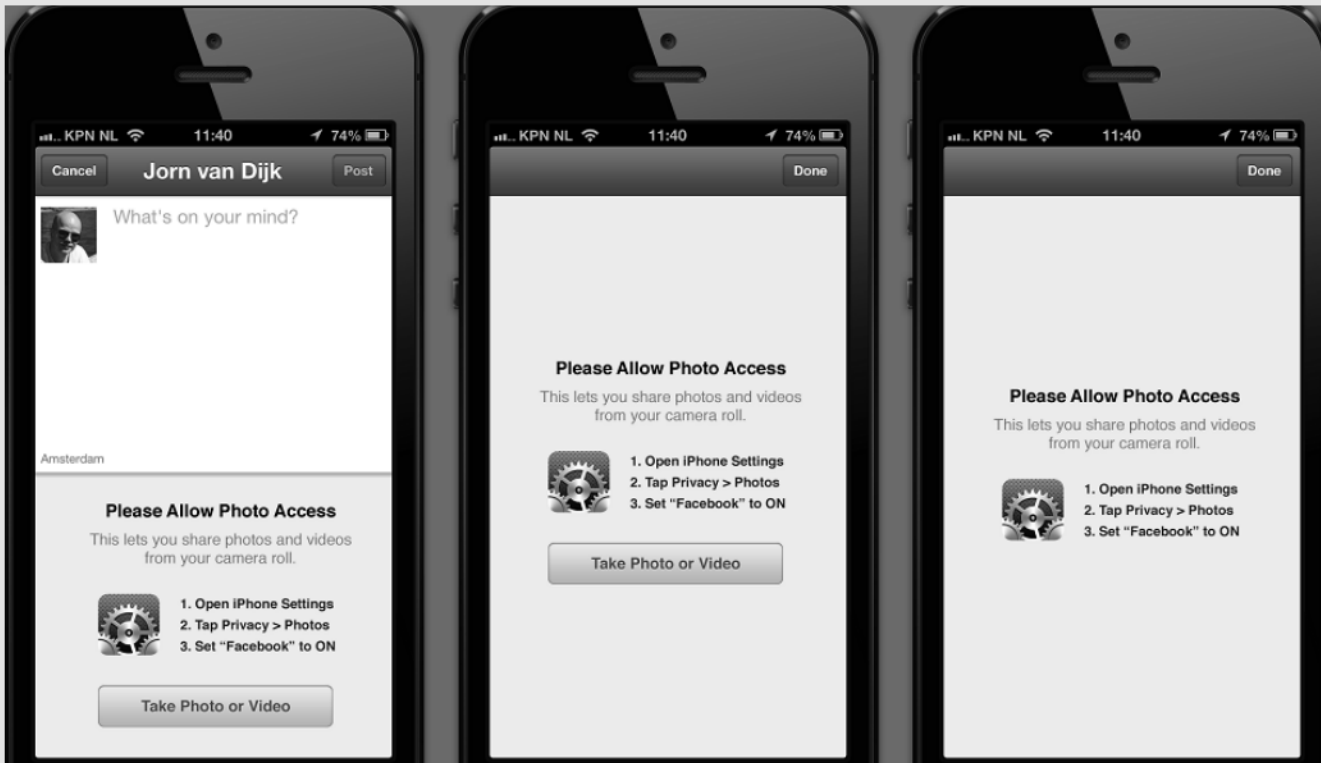 KPN NL 11:40 74%
Cancel Jorn van Dijk Post
What's on your mind?
Amsterdam
Please Allow Photo Access
This lets you share photos and videos
from your camera roll.
1. Open iPhone Settings
2. Tap Privacy > Photos
3. Set “Facebook” to ON
Take Photo or Video
KPN NL 11:40 74%
Done
Please Allow Photo Access
This lets you share photos and videos
from your camera roll.
1. Open iPhone Settings
2. Tap Privacy > Photos
3. Set “Facebook” to ON
Take Photo or Video
KPN NL 11:40 74%
Done
Please Allow Photo Access
This lets you share photos and videos
from your camera roll.
1. Open iPhone Settings
2. Tap Privacy > Photos
3. Set “Facebook” to ON